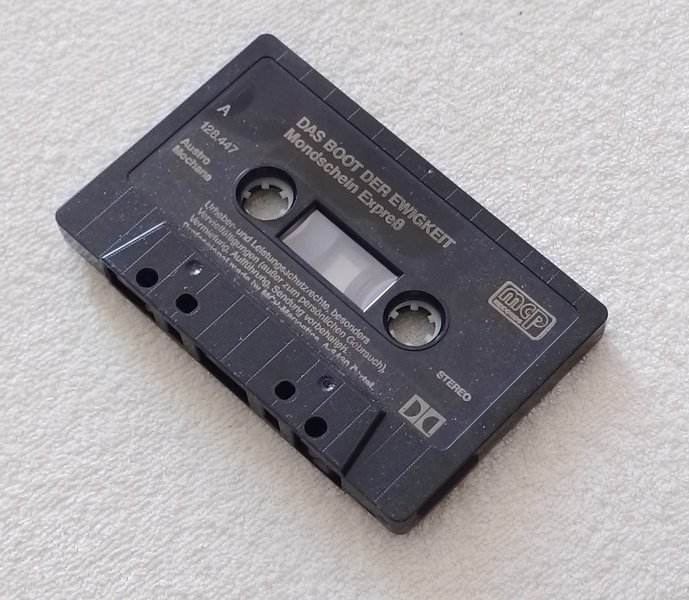 A
DAS BOOT DER EWIGKEIT
Mondschein Expreß
128.447
Austro
Mechana
Urheber- und Leistungsschutzrechte, besonders
Vervielfältigungen (außer zum persönlichen Gebrauch),
Vermietung, Aufführung, Sendung vorbehalten.
mcp
STEREO